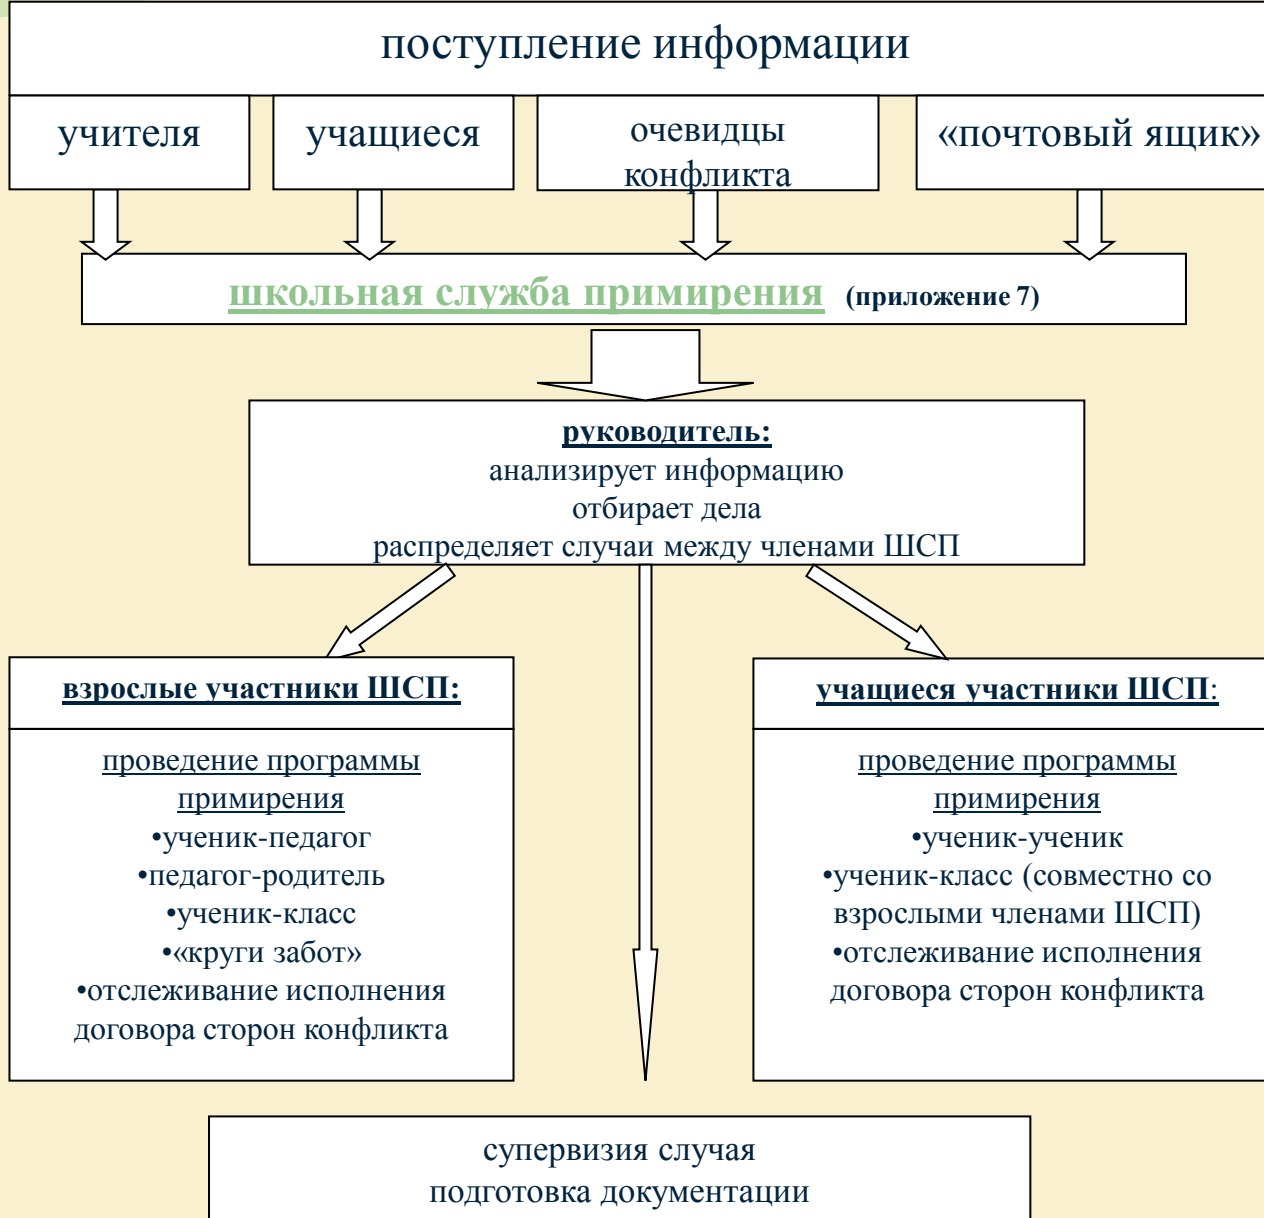 поступление информации
учителя
учащиеся
очевидцы
конфликта
«почтовый ящик»
школьная служба примирения (приложение 7)
руководитель:
анализирует информацию
отбирает дела
распределяет случаи между членами ШСП
взрослые участники ШСП:
проведение программы
примирения
•ученик-педагог
•педагог-родитель
•ученик-класс
•«круги забот»
•отслеживание исполнения
договора сторон конфликта
учащиеся участники ШСП:
проведение программы
примирения
•ученик-ученик
•ученик-класс (совместно со
взрослыми членами ШСП)
•отслеживание исполнения
договора сторон конфликта
супервизия случая
подготовка документации